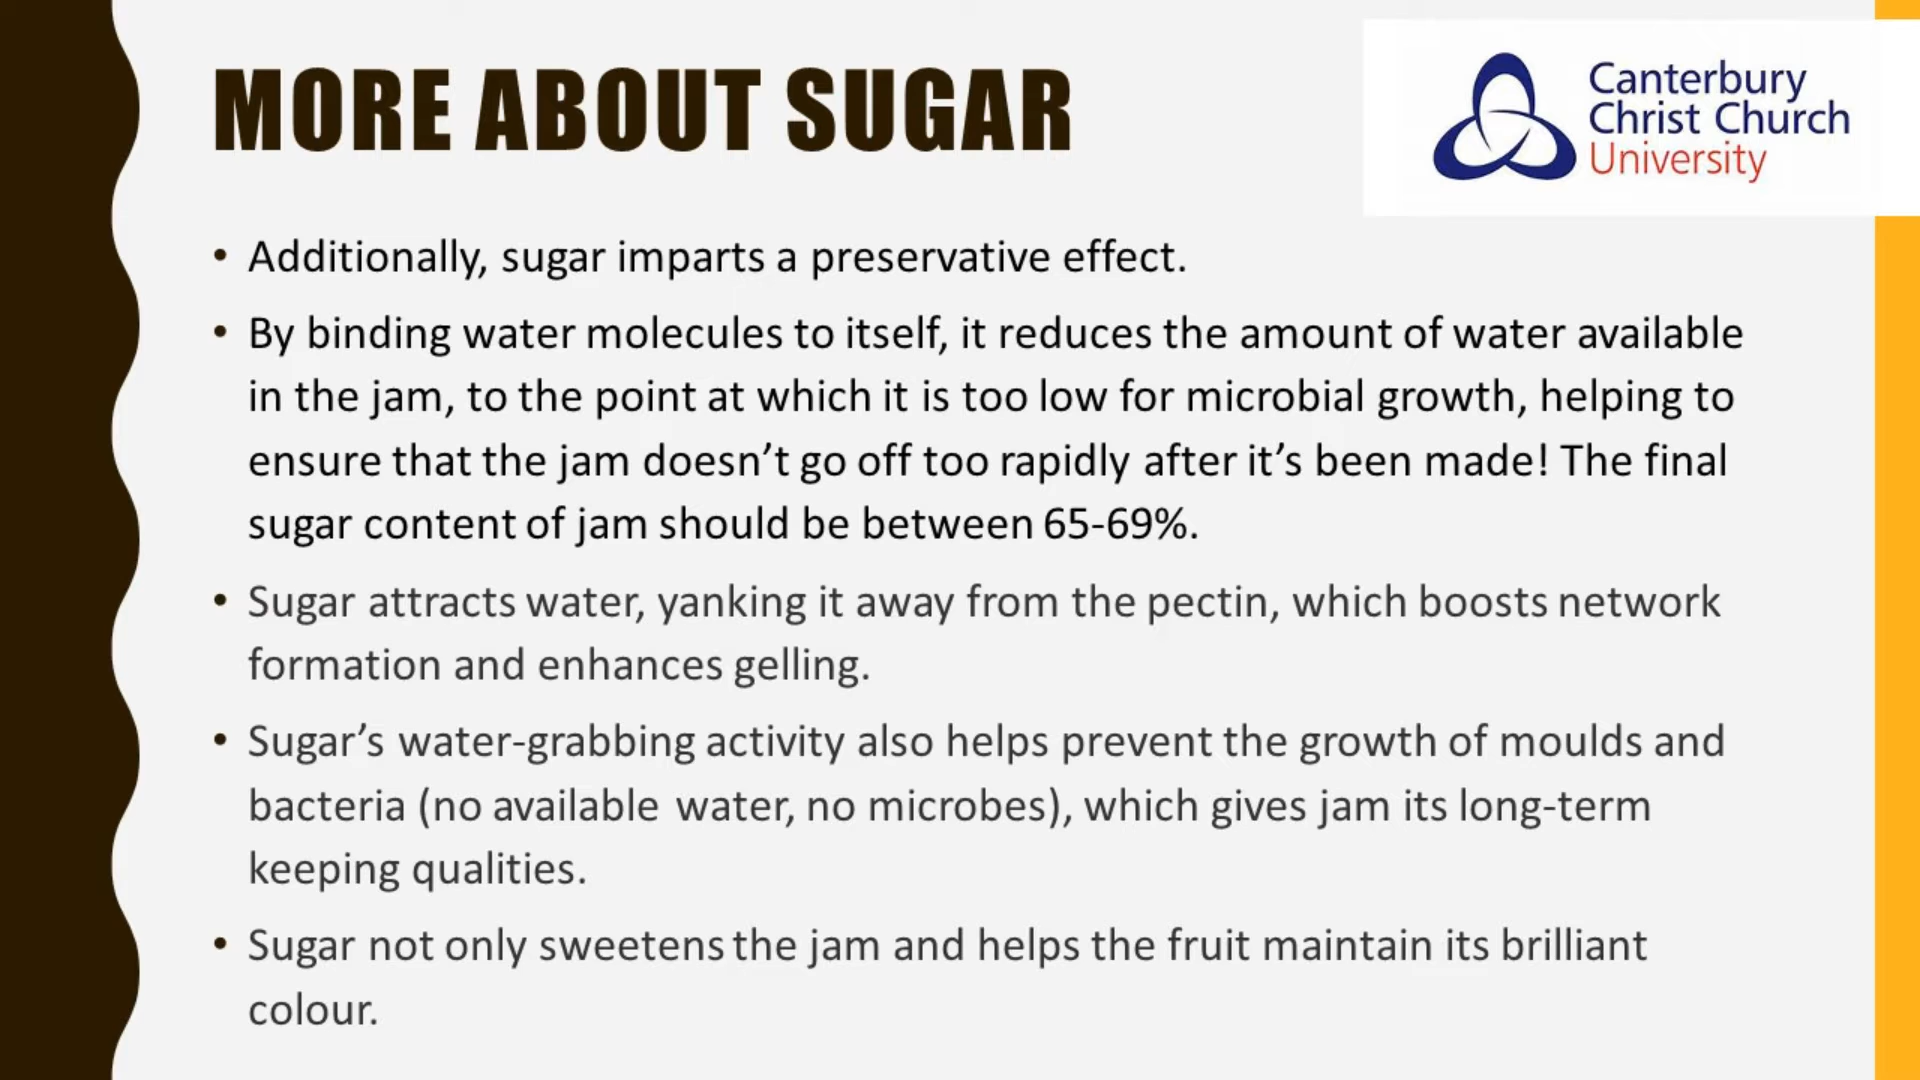 MORE ABOUT SUGAR
Canterbury
Christ Church
University
• Additionally, sugar imparts a preservative effect.
• By binding water molecules to itself, it reduces the amount of water available
in the jam, to the point at which it is too low for microbial growth, helping to
ensure that the jam doesn’t go off too rapidly after it’s been made! The final
sugar content of jam should be between 65-69%.
• Sugar attracts water, yanking it away from the pectin, which boosts network
formation and enhances gelling.
• Sugar’s water-grabbing activity also helps prevent the growth of moulds and
bacteria (no available water, no microbes), which gives jam its long-term
keeping qualities.
• Sugar not only sweetens the jam and helps the fruit maintain its brilliant
colour.